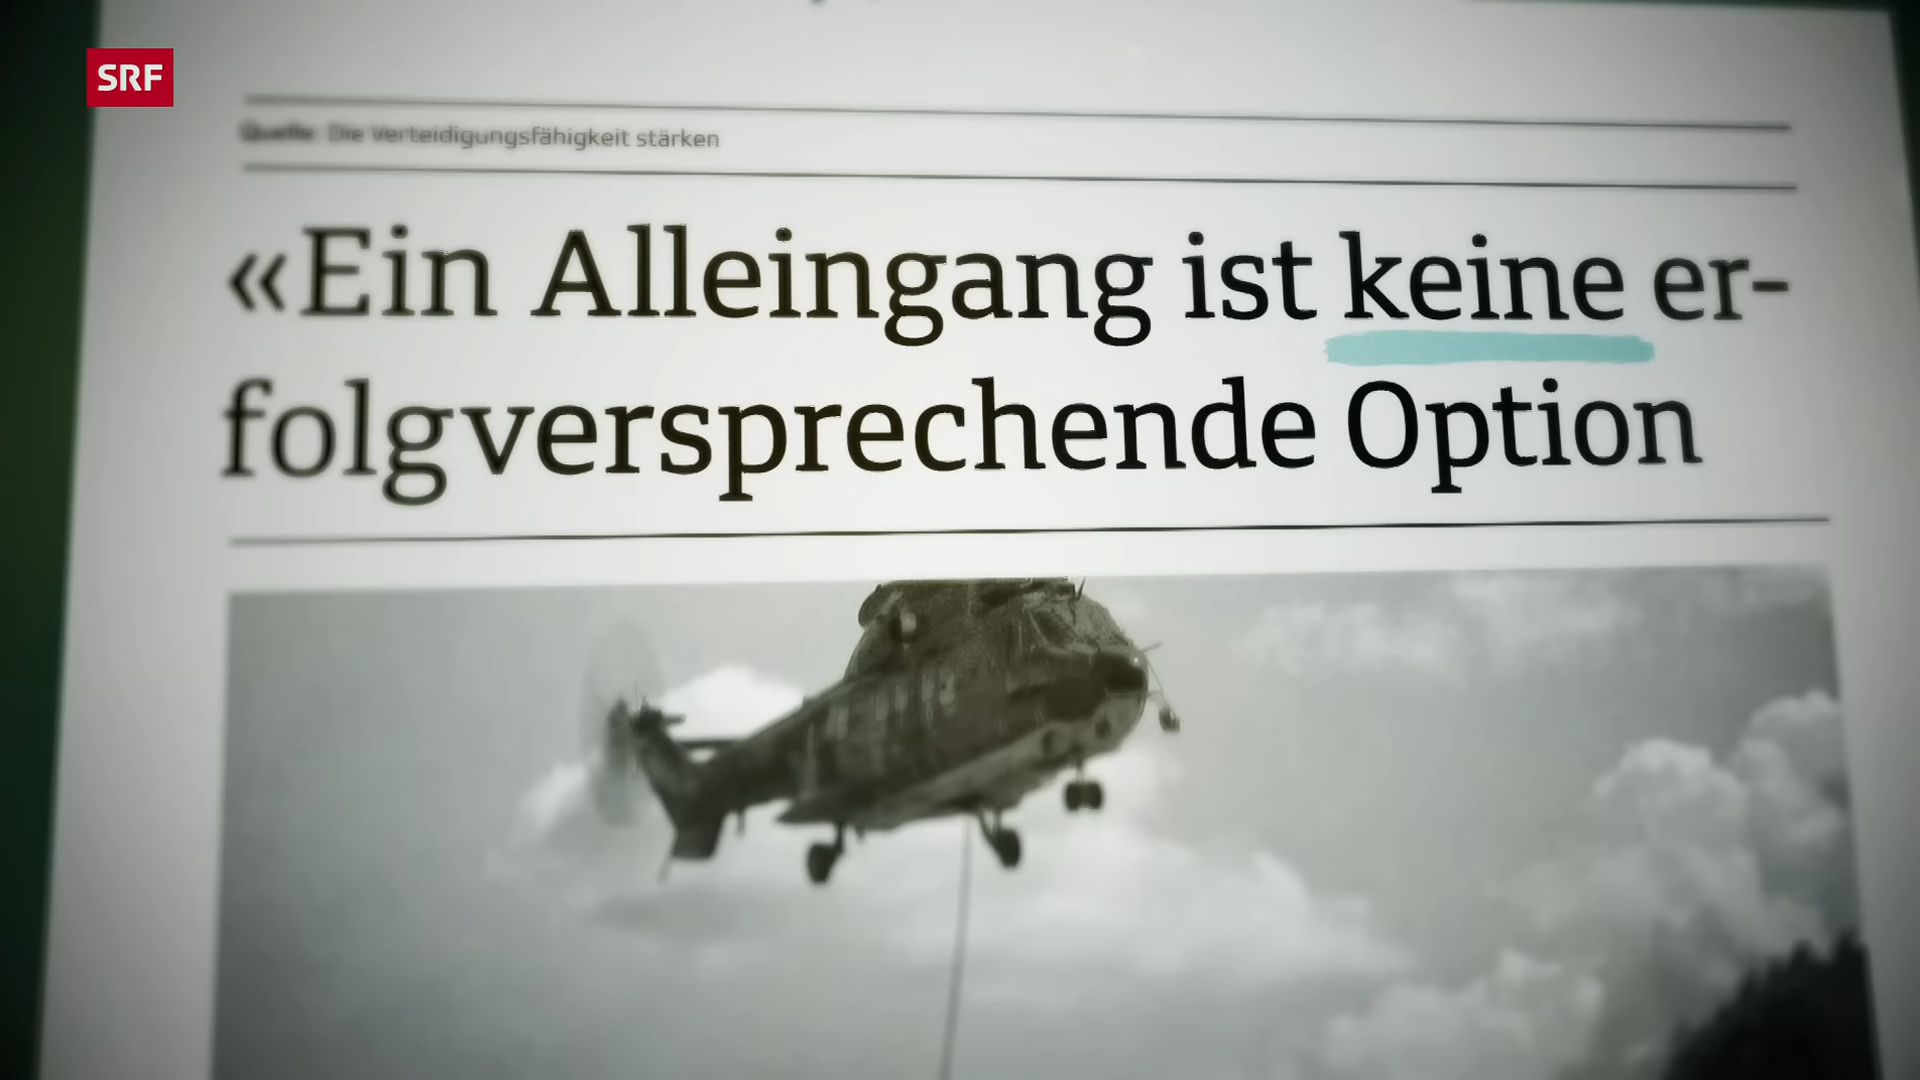 SRF
Quelle: Die Verteidigungsfähigkeit stärken
«Ein Alleingang ist keine er-
folgversprechende Option